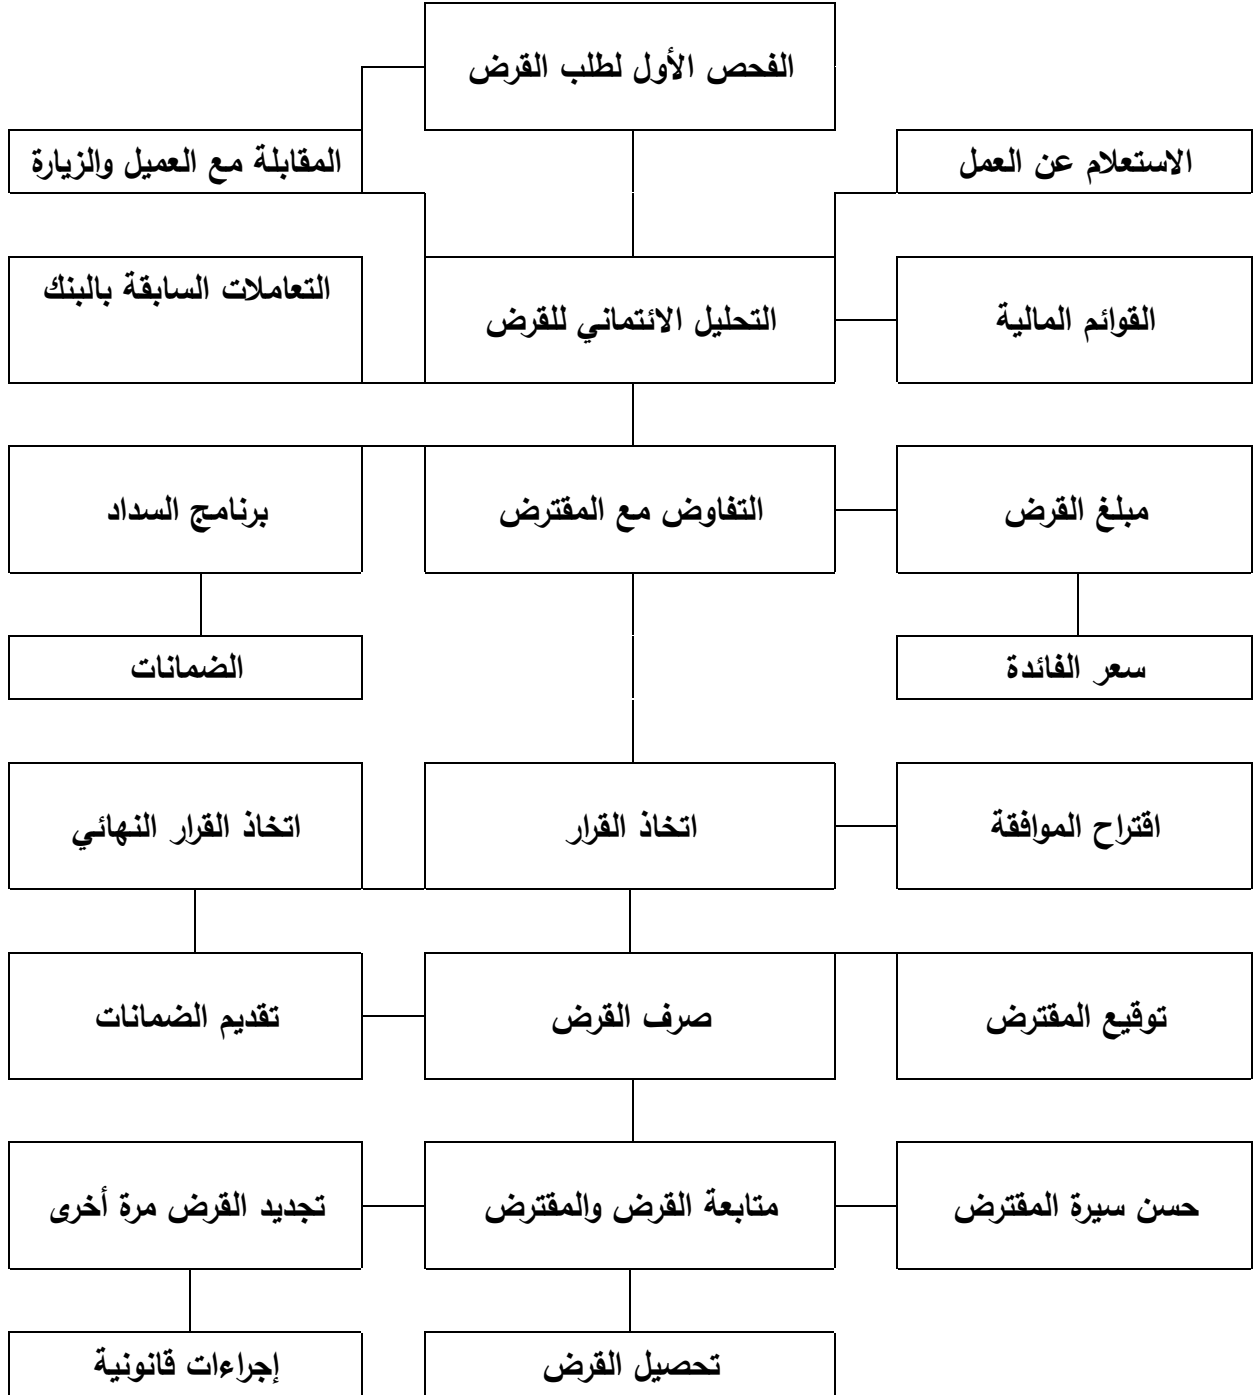 الفحص الأول لطلب القرض
الاستعلام عن العمل
المقابلة مع العميل والزيارة
القوائم المالية
التحليل الائتماني للقرض
التعاملات السابقة بالبنك
مبلغ القرض
التفاوض مع المقترض
برنامج السداد
سعر الفائدة
الضمانات
اقتراح الموافقة
اتخاذ القرار
اتخاذ القرار النهائي
توقيع المقترض
صرف القرض
تقديم الضمانات
حسن سيرة المقترض
متابعة القرض والمقترض
تجديد القرض مرة أخرى
تحصيل القرض
إجراءات قانونية